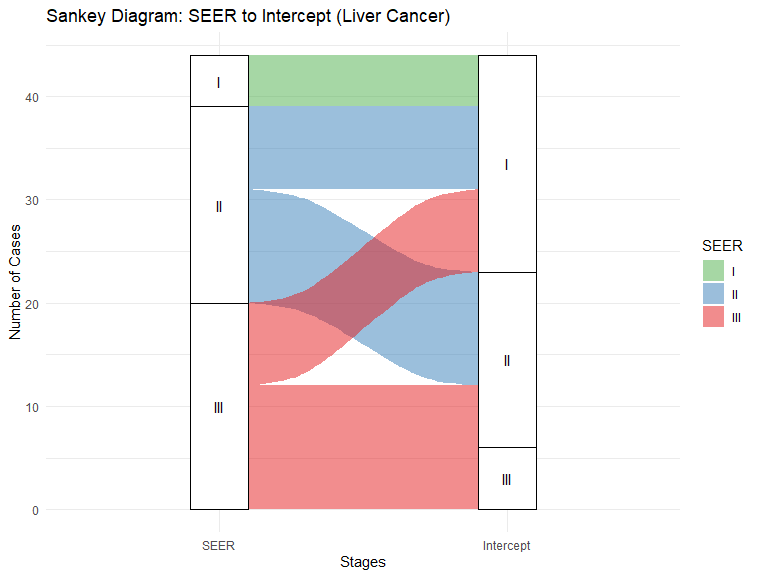 Sankey Diagram: SEER to Intercept (Liver Cancer)
Number of Cases
40
30
20
10
0
I
II
III
I
II
III
SEER
Intercept
Stages
SEER
I
II
III